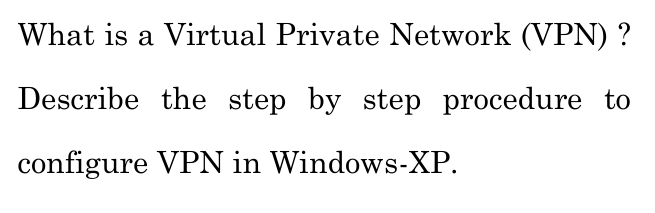 What is a Virtual Private Network (VPN) ?
Describe the step by step procedure to
configure VPN in Windows-XP.